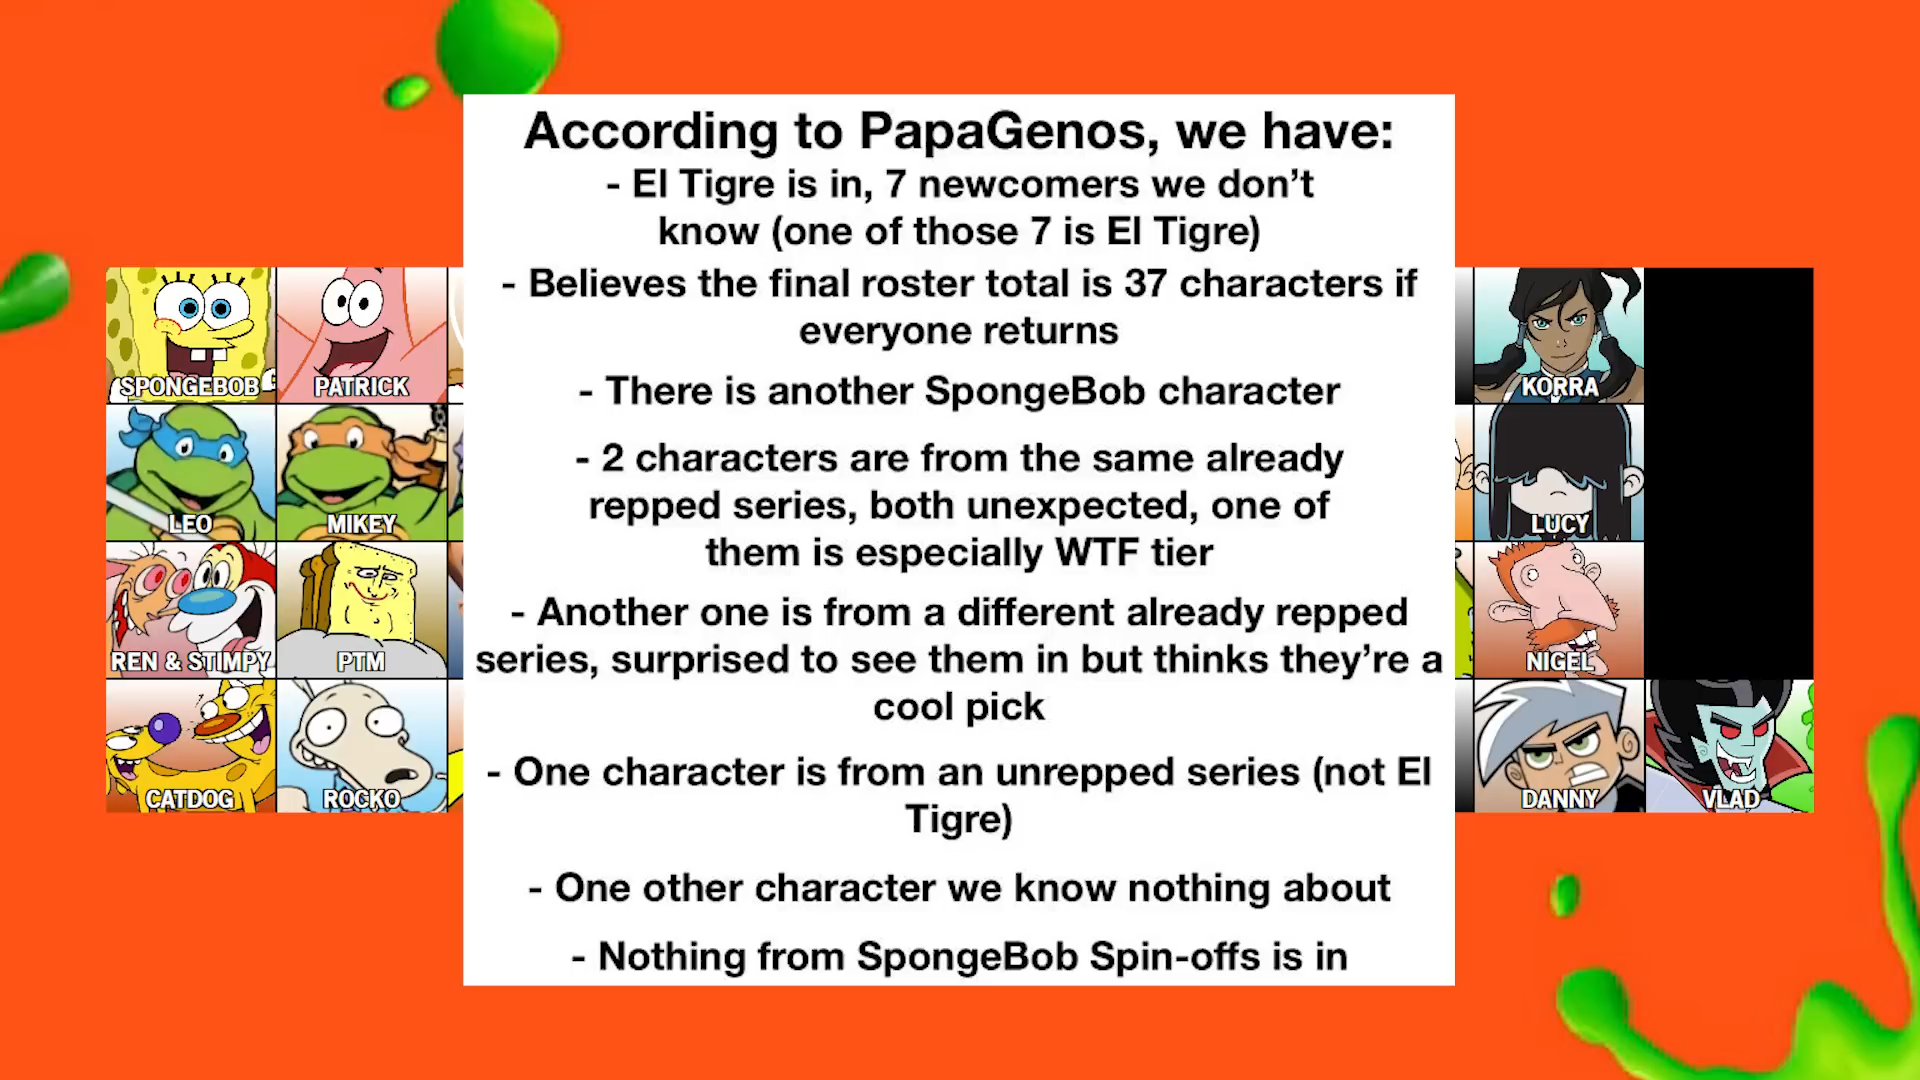 According to PapaGenos, we have:
- El Tigre is in, 7 newcomers we don’t
know (one of those 7 is El Tigre)
- Believes the final roster total is 37 characters if
everyone returns
- There is another SpongeBob character
- 2 characters are from the same already
repped series, both unexpected, one of
them is especially WTF tier
- Another one is from a different already repped
series, surprised to see them in but thinks they’re a
cool pick
- One character is from an unrepped series (not El
Tigre)
- One other character we know nothing about
- Nothing from SpongeBob Spin-offs is in
SPONGEBOB
PATRICK
KORRA
LEO
MIKEY
LUCY
REN & STIMPY
PTM
NIGEL
CATDOG
ROCKO
DANNY
VLAD